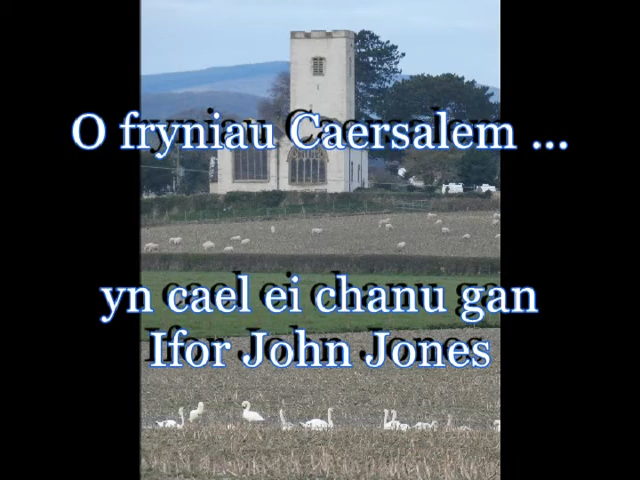 O fryniau Caersalem ...
yn cael ei chanu gan
Ifor John Jones